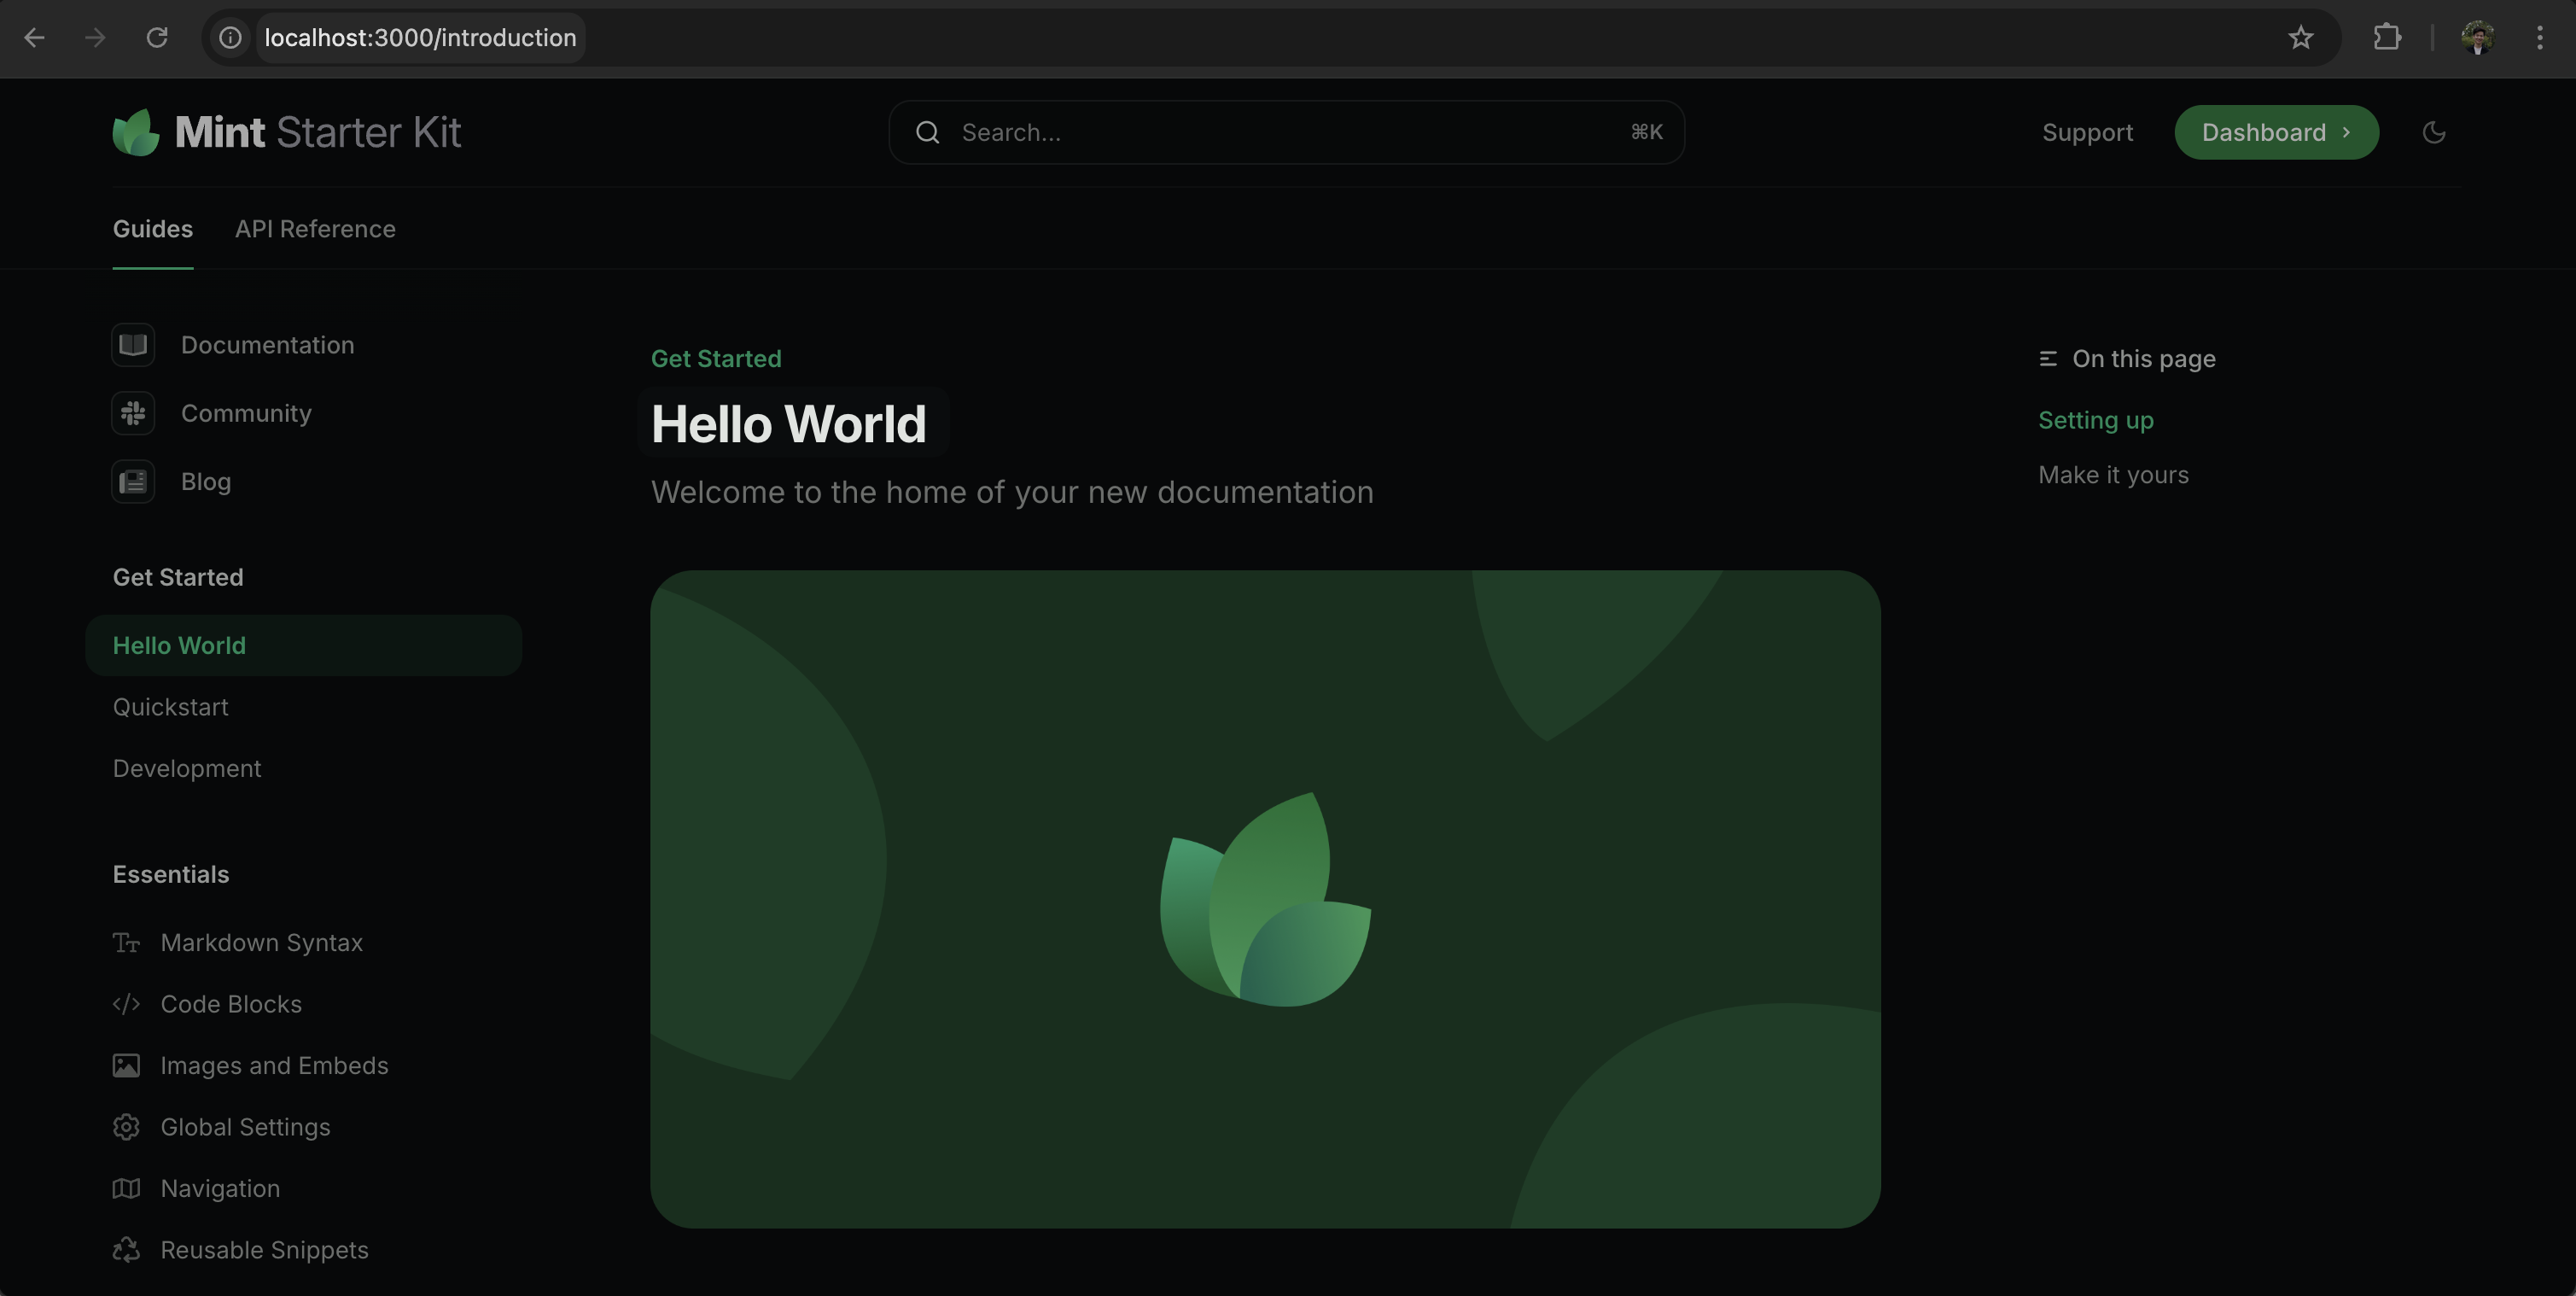 localhost:3000/introduction
Mint Starter Kit
Search...
⌘K
Support
Dashboard
Guides
API Reference
Documentation
Community
Blog
Get Started
Hello World
Quickstart
Development
Essentials
Markdown Syntax
Code Blocks
Images and Embeds
Global Settings
Navigation
Reusable Snippets
Get Started
Hello World
Welcome to the home of your new documentation
On this page
Setting up
Make it yours